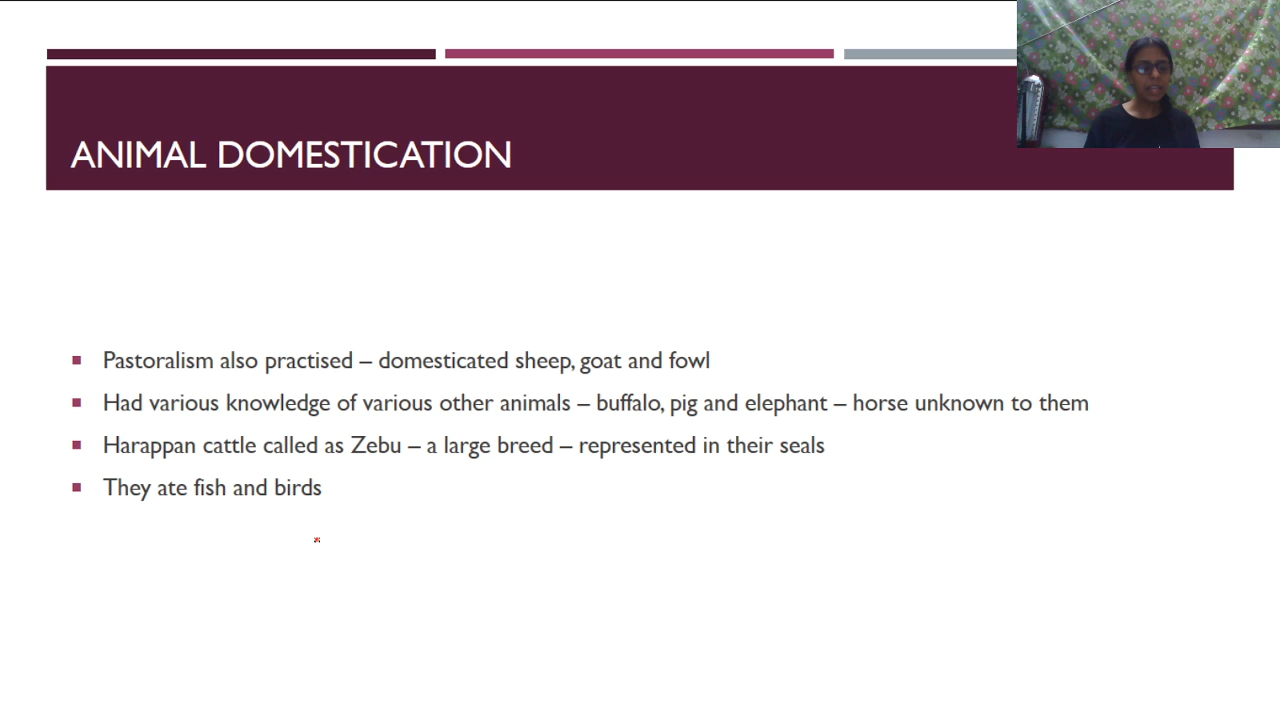 ANIMAL DOMESTICATION
Pastoralism also practised – domesticated sheep, goat and fowl
Had various knowledge of various other animals – buffalo, pig and elephant – horse unknown to them
Harappan cattle called as Zebu – a large breed – represented in their seals
They ate fish and birds